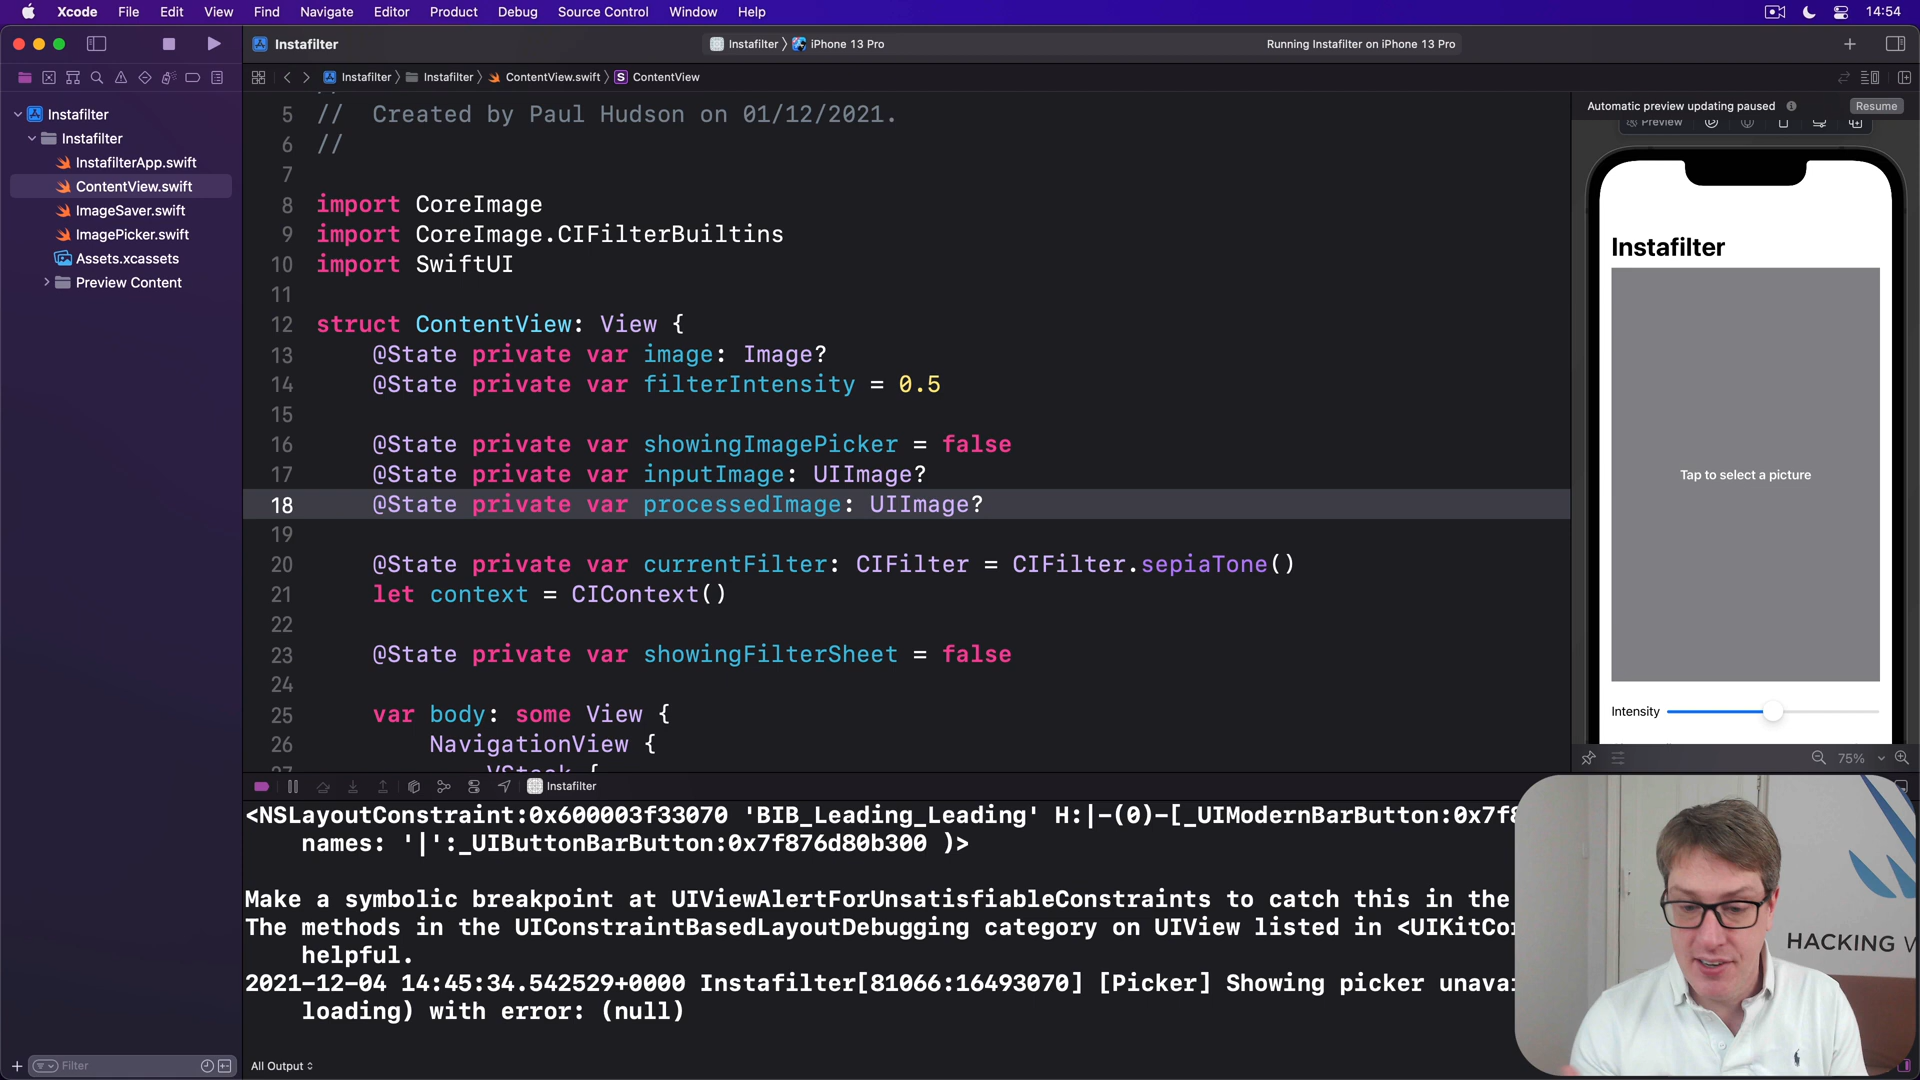 Xcode File Edit View Find Navigate Editor Product Debug Source Control Window Help 14:54
Instafilter Instafilter iPhone 13 Pro Running Instafilter on iPhone 13 Pro
Instafilter Instafilter ContentView.swift S ContentView
Instafilter
Instafilter
InstafilterApp.swift
ContentView.swift
ImageSaver.swift
ImagePicker.swift
Assets.xcassets
Preview Content
Filter
5 // Created by Paul Hudson on 01/12/2021.
6 //
7
8 import CoreImage
9 import CoreImage.CIFilterBuiltins
10 import SwiftUI
11
12 struct ContentView: View {
13 @State private var image: Image?
14 @State private var filterIntensity = 0.5
15
16 @State private var showingImagePicker = false
17 @State private var inputImage: UIImage?
18 @State private var processedImage: UIImage?
19
20 @State private var currentFilter: CIFilter = CIFilter.sepiaTone()
21 let context = CIContext()
22
23 @State private var showingFilterSheet = false
24
25 var body: some View {
26 NavigationView {
27 VStack {
Automatic preview updating paused Resume
Preview
Instafilter
Tap to select a picture
Intensity
75%
Instafilter
<NSLayoutConstraint:0x600003f33070 'BIB_Leading_Leading' H:|-(0)-[_UIModernBarButton:0x7f8
names: '|':_UIButtonBarButton:0x7f876d80b300 )>
Make a symbolic breakpoint at UIViewAlertForUnsatisfiableConstraints to catch this in the
The methods in the UIConstraintBasedLayoutDebugging category on UIView listed in <UIKitCo
helpful.
2021-12-04 14:45:34.542529+0000 Instafilter[81066:16493070] [Picker] Showing picker unava
loading) with error: (null)
All Output
HACKING W